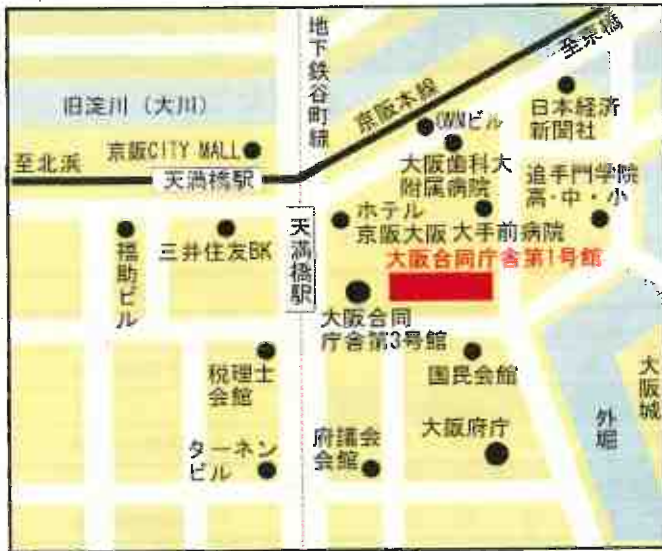 至京橋
地下鉄谷町線
京阪本線
旧淀川（大川）
OMMビル
日本経済
新聞社
至北浜
京阪CITY MALL
天満橋駅
大阪歯科大
附属病院
追手門学院
高・中・小
福助ビル
三井住友BK
天満橋駅
ホテル
京阪大阪
大手前病院
大阪合同庁舎第1号館
大阪合同
庁舎第3号館
税理士
会館
国民会館
大阪城
外堀
ターネン
ビル
府議会
会館
大阪府庁